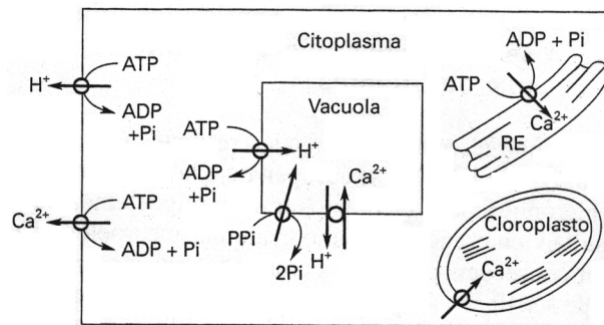 Citoplasma
ADP + Pi
ATP
Ca²⁺
RE
H⁺
ATP
ADP
+Pi
Vacuola
ATP
H⁺
ADP
+Pi
Ca²⁺
PPi
2Pi
H⁺
Ca²⁺
ATP
ADP + Pi
Cloroplasto
Ca²⁺